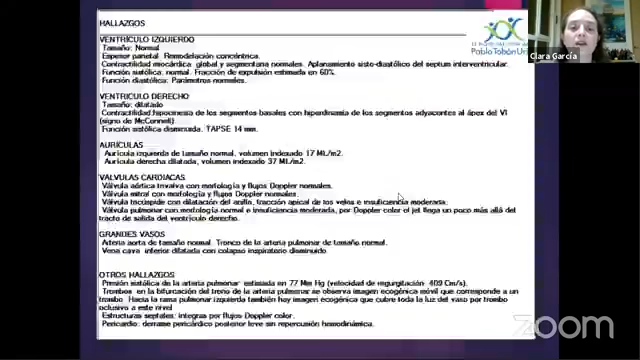 HALLAZGOS
Pablo Tobón Uribe
Clara García
VENTRÍCULO IZQUIERDO
Tamaño: Normal
Espesor parietal: Remodelación concéntrica.
Contractilidad miocárdica global y segmentaria normales. Aplanamiento sisto-diastólico del septum interventricular.
Función sistólica: normal. Fracción de expulsión estimada en 60%.
Función diastólica: Parámetros normales.
VENTRICULO DERECHO
Tamaño: dilatado
Contractilidad hipocinesia de los segmentos basales con hiperdinamia de los segmentos adyacentes al ápex del VI
(signo de McConnell)
Función sistólica disminuida. TAPSE 14 mm.
AURÍCULAS
Aurícula izquierda de tamaño normal, volumen indexado 17 ML/m2.
Aurícula derecha dilatada, volumen indexado 37 ML/m2.
VALVULAS CARDIACAS
Válvula aórtica trivalva con morfología y flujos Doppler normales.
Válvula mitral con morfología y flujos Doppler normales.
Válvula tricúspide con dilatación del anillo, tracción apical de los velos e insuficiencia moderada.
Válvula pulmonar con morfología normal e insuficiencia moderada, por Doppler color el jet llega un poco más allá del
tracto de salida del ventrículo derecho.
GRANDES VASOS
Arteria aorta de tamaño normal. Tronco de la arteria pulmonar de tamaño normal.
Vena cava inferior dilatada con colapso inspiratorio disminuido.
OTROS HALLAZGOS
Presión sistólica de la arteria pulmonar estimada en 77 Mm Hg (velocidad de regurgitación 409 Cm/s).
Trombos en la bifurcación del tronco de la arteria pulmonar se observa imagen ecogénica móvil que corresponde a un
trombo. Hacia la rama pulmonar izquierda también hay imagen ecogénica que cubre toda la luz del vaso por trombo
oclusivo a este nivel
Estructuras septales: íntegras por flujos Doppler color.
Pericardio: derrame pericárdico posterior leve sin repercusión hemodinámica.
zoom